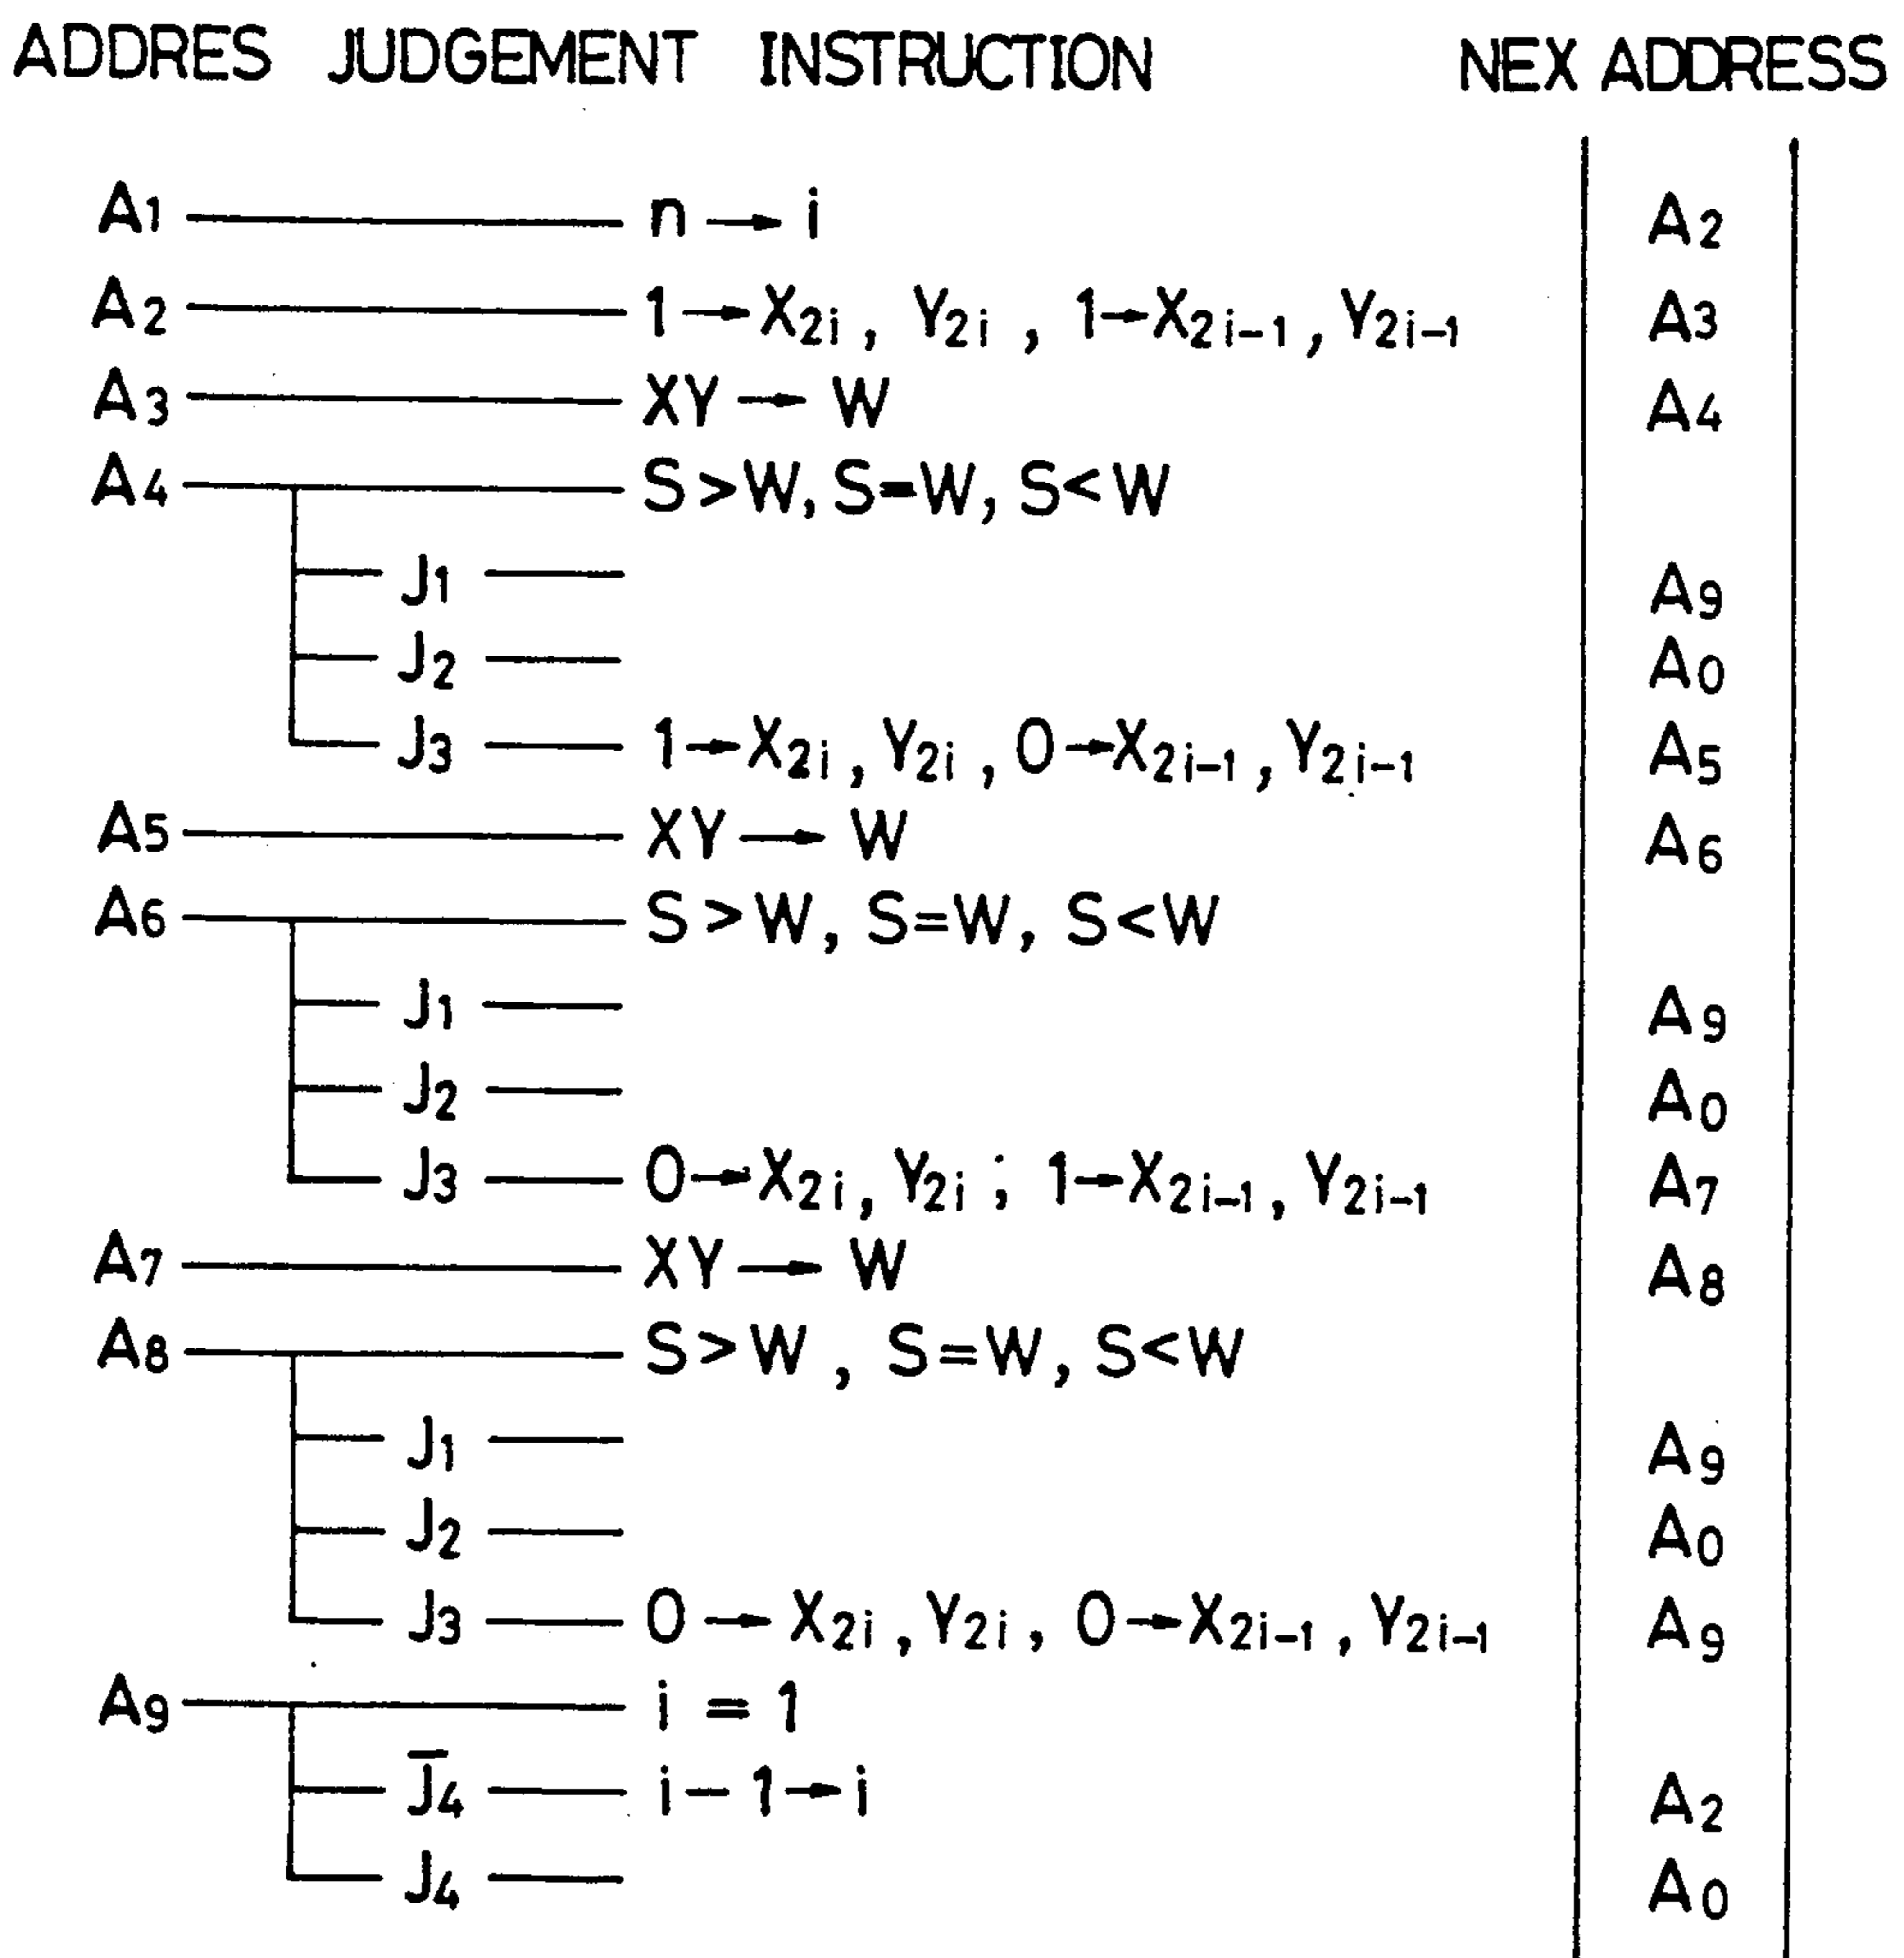 ADDRES JUDGEMENT INSTRUCTION NEX ADDRESS
A1 n → i A2
A2 1 → X2i, Y2i, 1 → X2i-1, Y2i-1 A3
A3 XY → W A4
A4 S > W, S = W, S < W
J1 A9
J2 A0
J3 1 → X2i, Y2i, 0 → X2i-1, Y2i-1 A5
A5 XY → W A6
A6 S > W, S = W, S < W
J1 A9
J2 A0
J3 0 → X2i, Y2i; 1 → X2i-1, Y2i-1 A7
A7 XY → W A8
A8 S > W, S = W, S < W
J1 A9
J2 A0
J3 0 → X2i, Y2i, 0 → X2i-1, Y2i-1 A9
A9 i = 1
J̅4 i - 1 → i A2
J4 A0